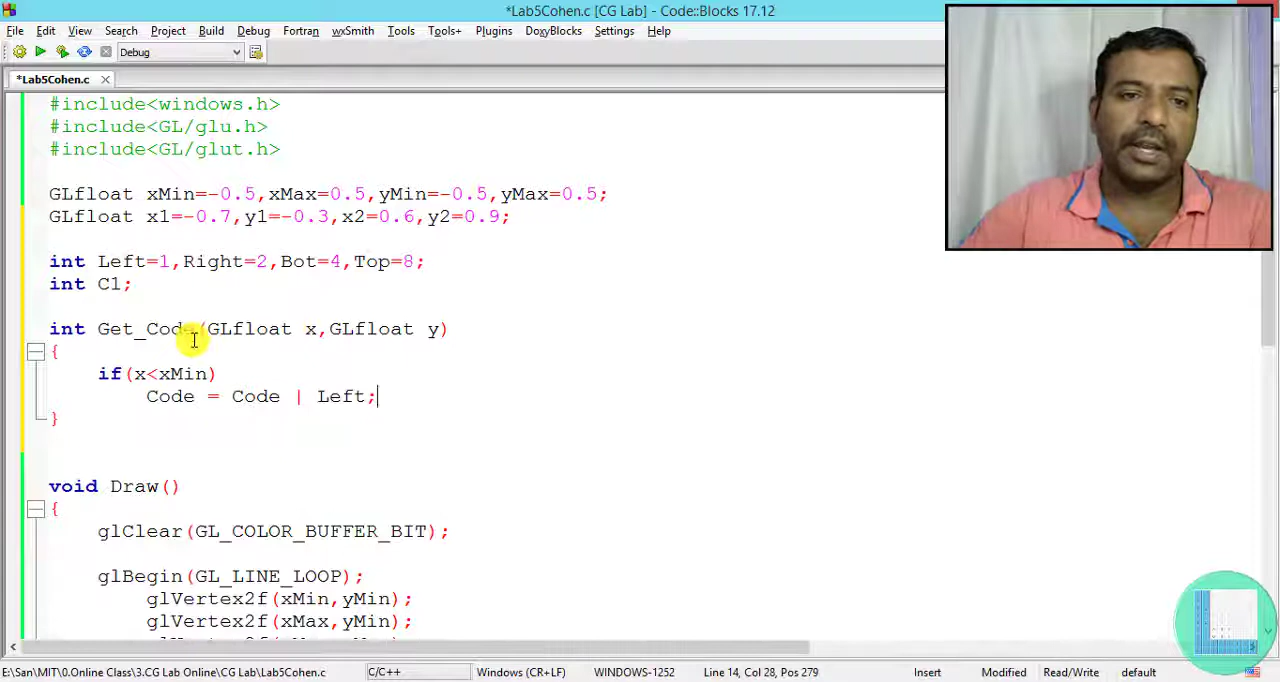 *Lab5Cohen.c [CG Lab] - Code::Blocks 17.12
File Edit View Search Project Build Debug Fortran wxSmith Tools Tools+ Plugins DoxyBlocks Settings Help
Debug
*Lab5Cohen.c
#include<windows.h>
#include<GL/glu.h>
#include<GL/glut.h>
GLfloat xMin=-0.5,xMax=0.5,yMin=-0.5,yMax=0.5;
GLfloat x1=-0.7,y1=-0.3,x2=0.6,y2=0.9;
int Left=1,Right=2,Bot=4,Top=8;
int C1;
int Get_Code(GLfloat x,GLfloat y)
{
if(x<xMin)
Code = Code | Left;
}
void Draw()
{
glClear(GL_COLOR_BUFFER_BIT);
glBegin(GL_LINE_LOOP);
glVertex2f(xMin,yMin);
glVertex2f(xMax,yMin);
E:\San\MIT\0.Online Class\3.CG Lab Online\CG Lab\Lab5Cohen.c C/C++ Windows (CR+LF) WINDOWS-1252 Line 14, Col 28, Pos 270 Insert Modified Read/Write default